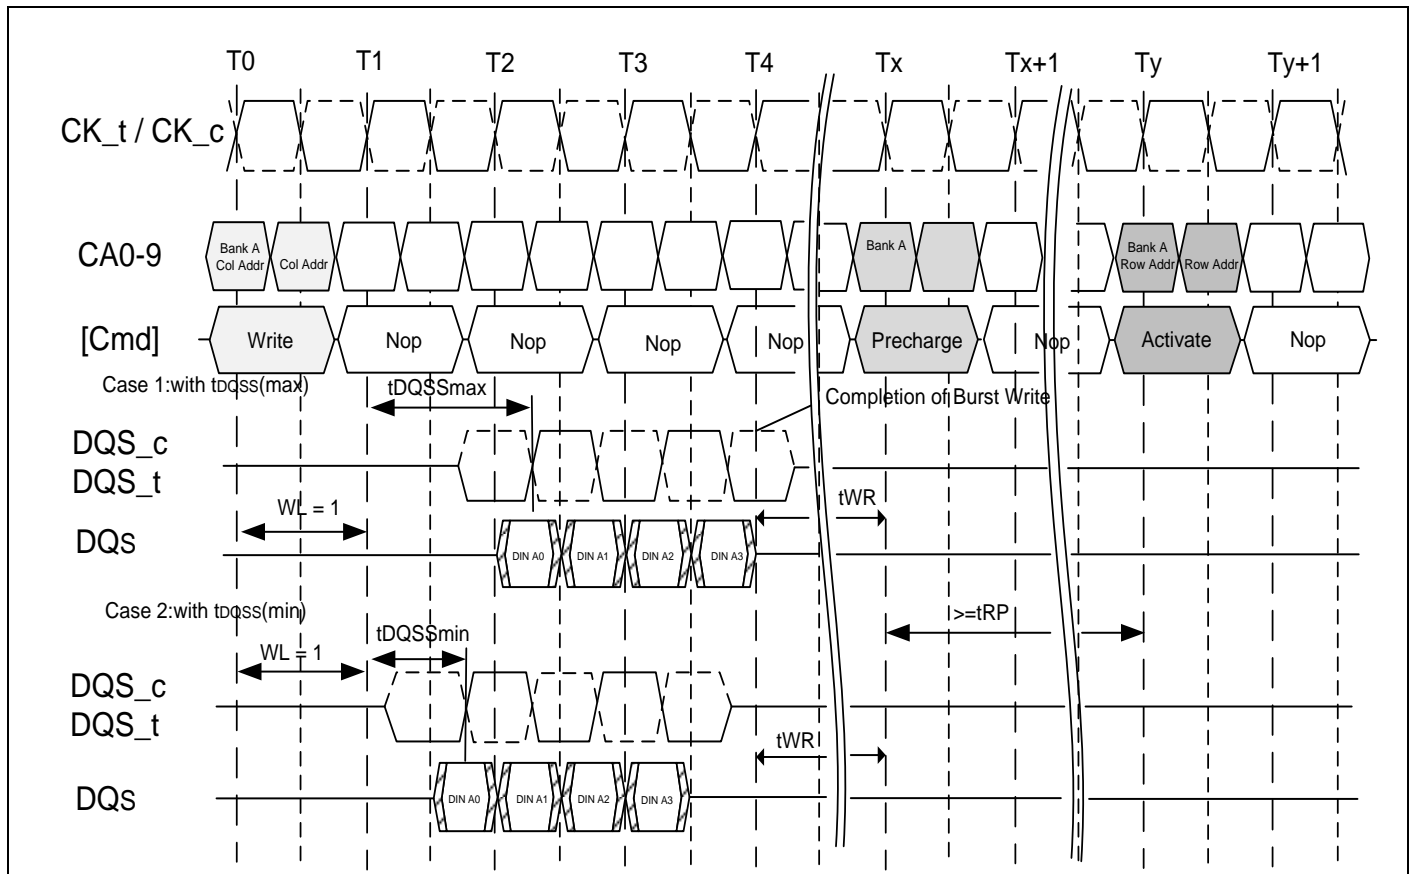 T0 T1 T2 T3 T4 Tx Tx+1 Ty Ty+1
CK_t / CK_c
CA0-9
Bank A
Col Addr
Col Addr
Bank A
Bank A
Row Addr
Row Addr
[Cmd] Write Nop Nop Nop Nop Precharge Nop Activate Nop
Case 1:with tDQSS(max)
tDQSSmax
Completion of Burst Write
DQS_c
DQS_t
WL = 1
tWR
DQs
DIN A0 DIN A1 DIN A2 DIN A3
Case 2:with tDQSS(min)
>=tRP
WL = 1
tDQSSmin
DQS_c
DQS_t
tWR
DQs
DIN A0 DIN A1 DIN A2 DIN A3